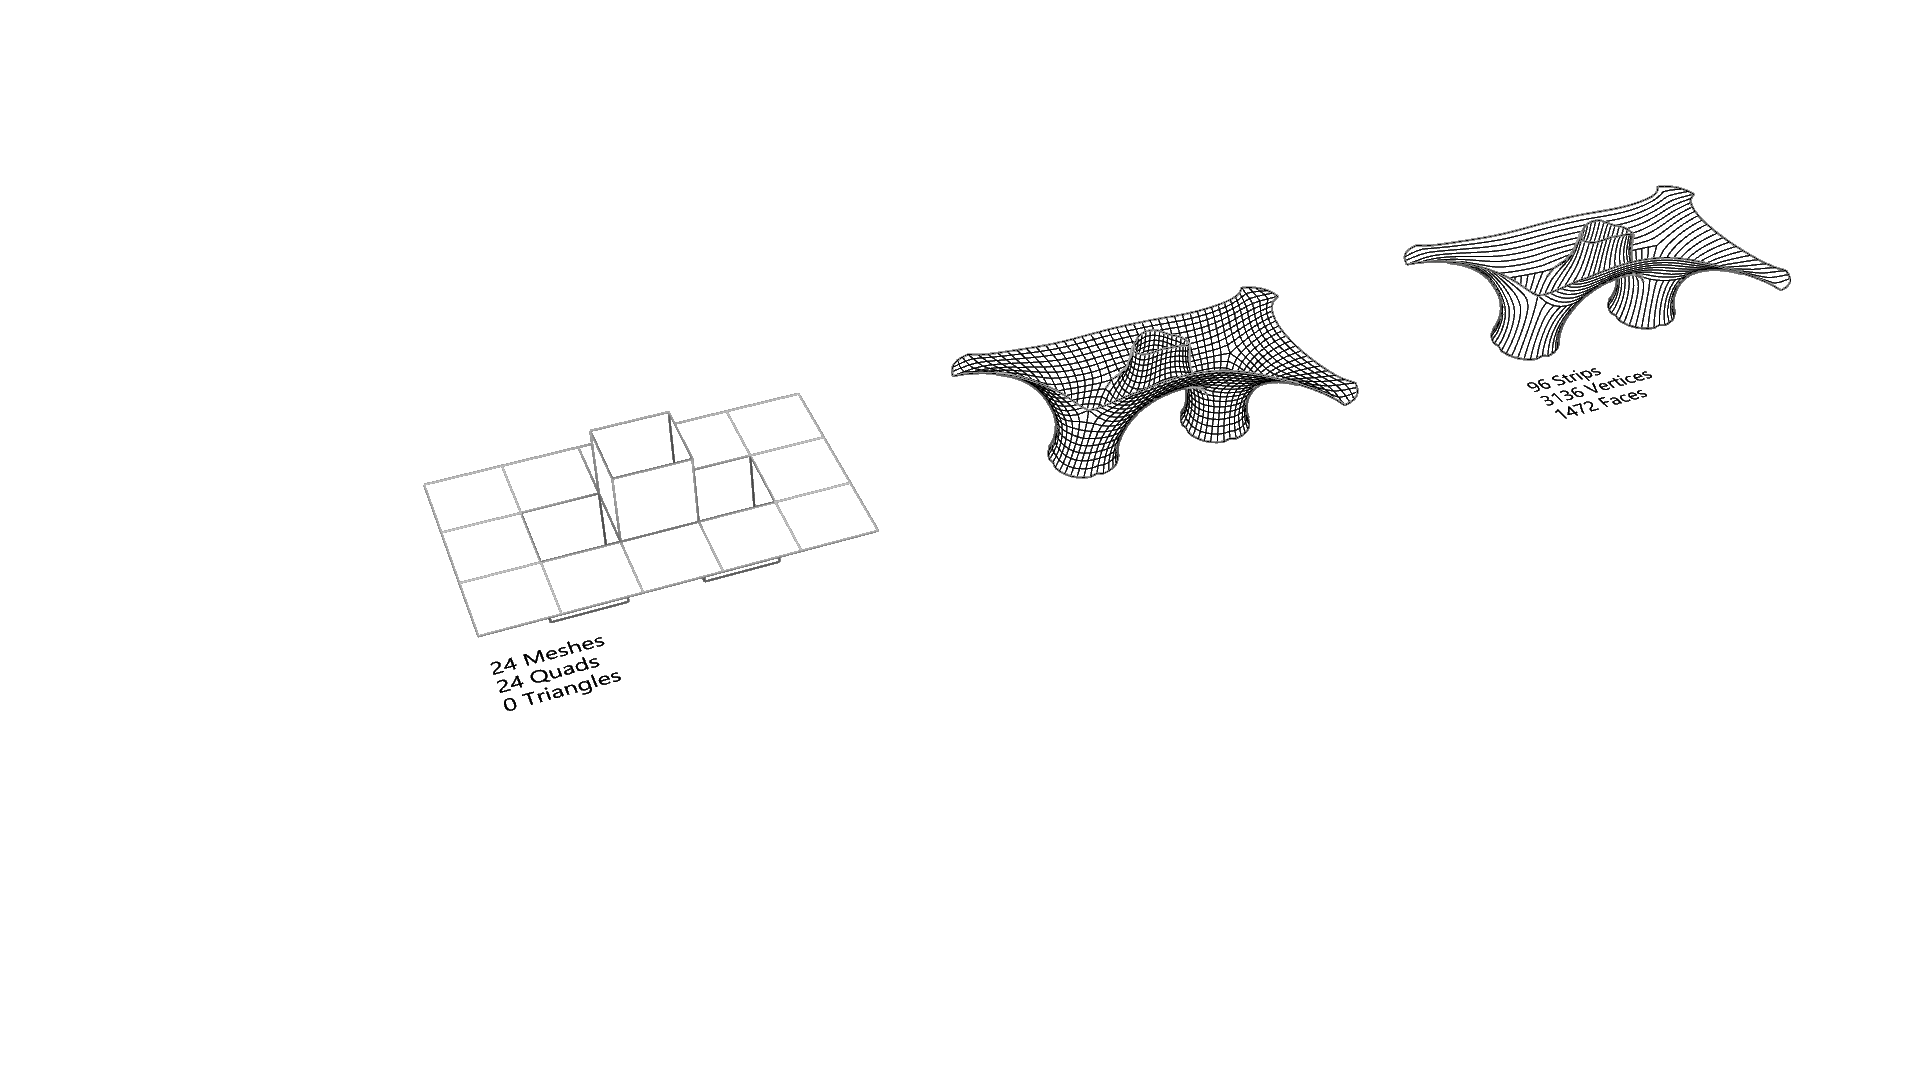 24 Meshes
24 Quads
0 Triangles
96 Strips
3136 Vertices
1472 Faces